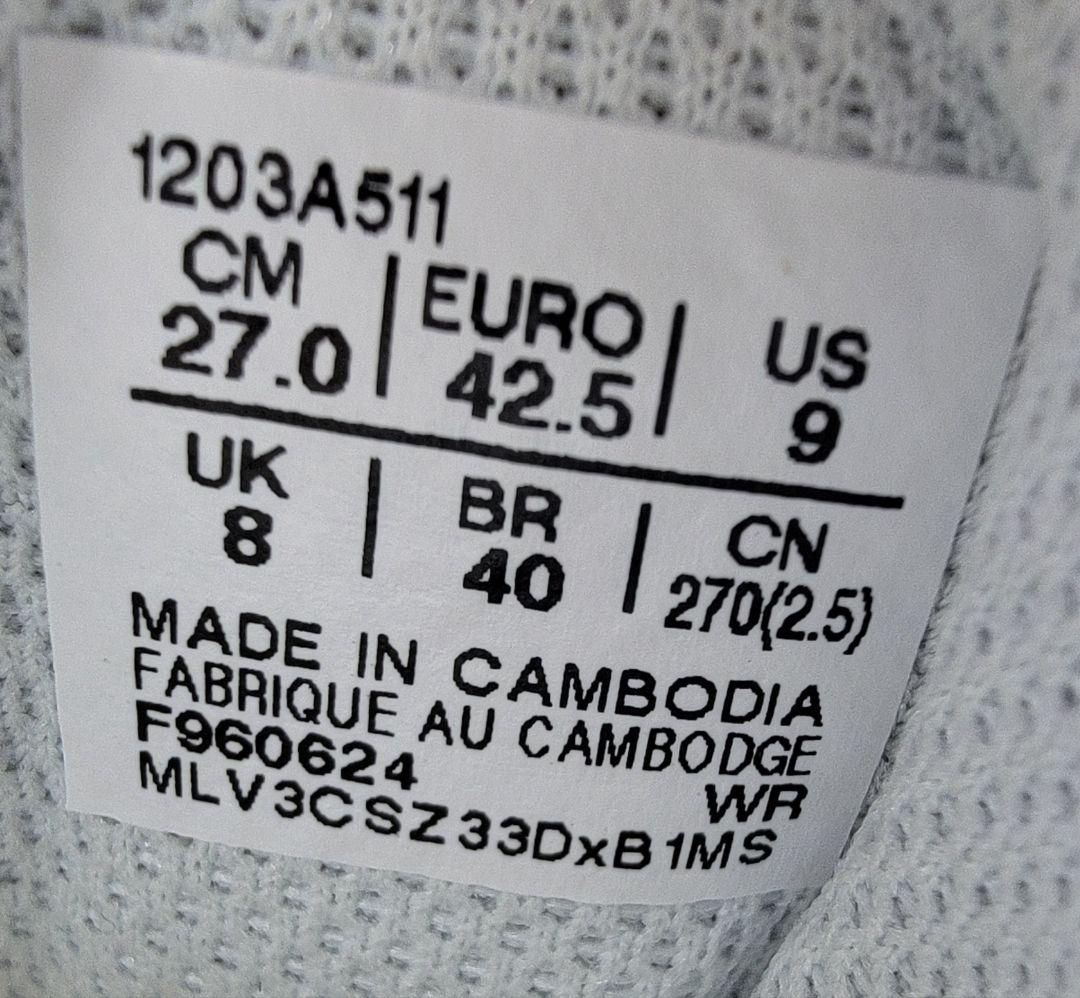 1203A511
CM | EURO | US
27.0 | 42.5 | 9
UK | BR | CN
8 | 40 | 270(2.5)
MADE IN CAMBODIA
FABRIQUE AU CAMBODGE
F960624 WR
MLV3CSZ33DxB1MS